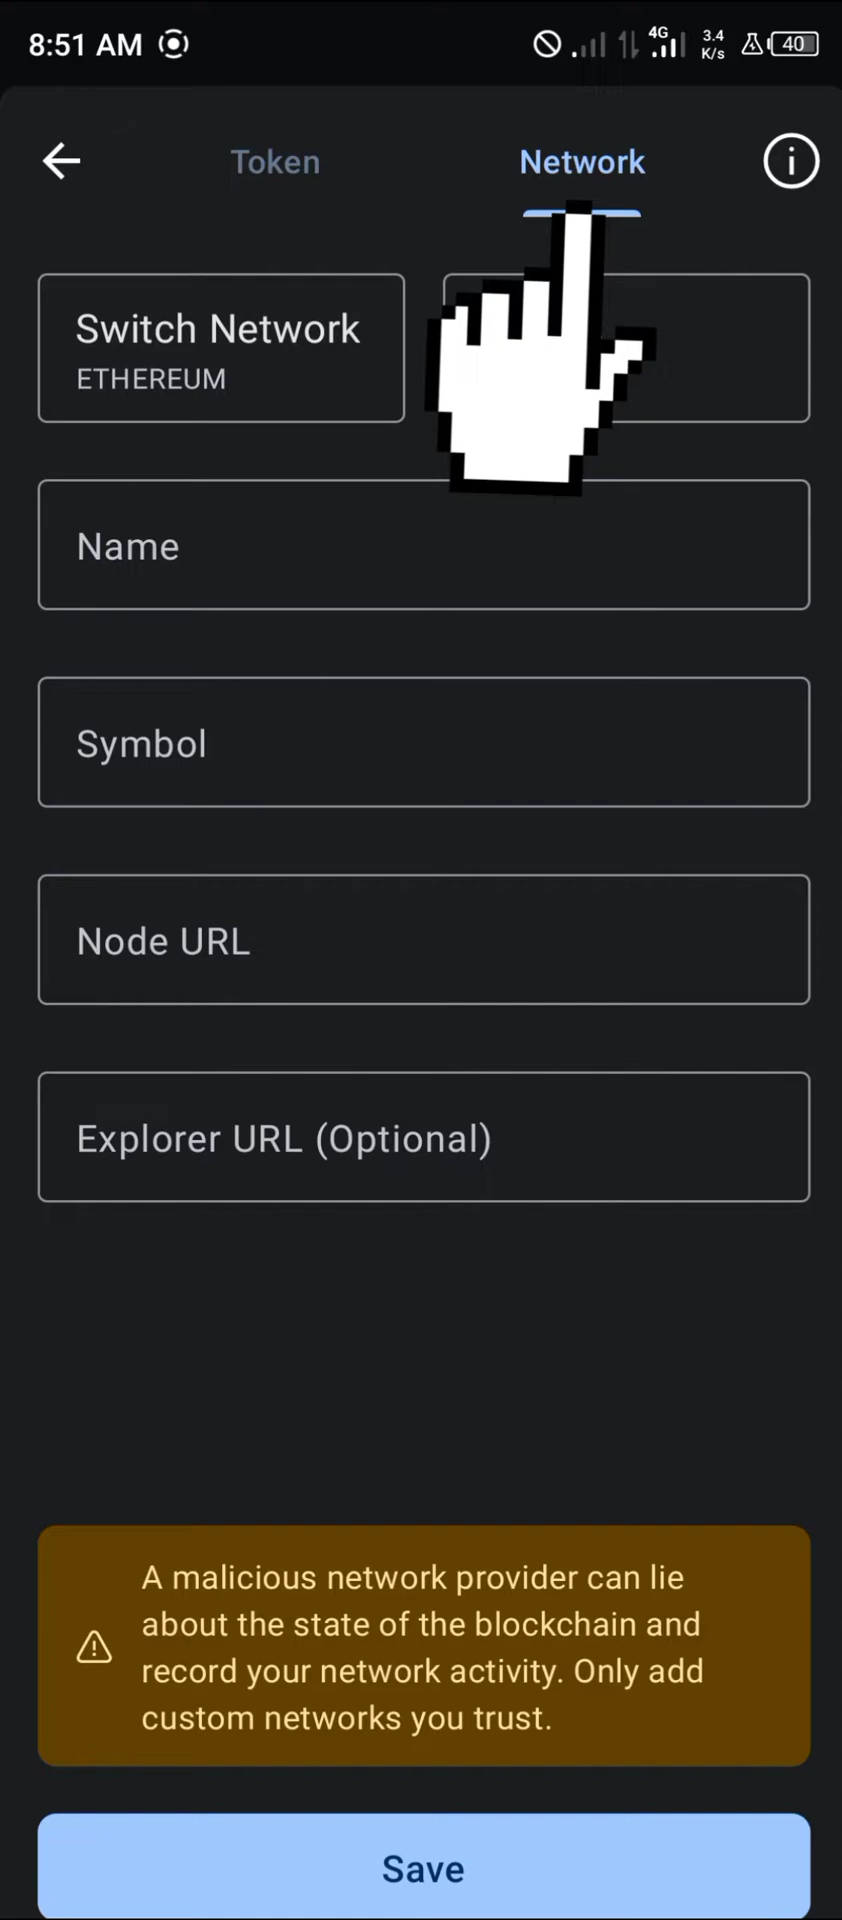 8:51 AM
4G
3.4
K/s
40
Token
Network
Switch Network
ETHEREUM
Name
Symbol
Node URL
Explorer URL (Optional)
A malicious network provider can lie
about the state of the blockchain and
record your network activity. Only add
custom networks you trust.
Save